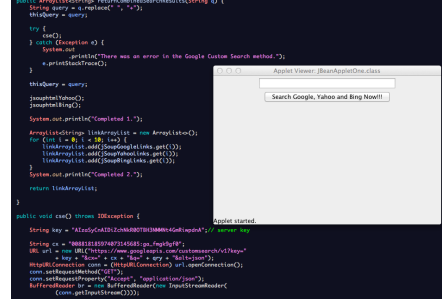 public ArrayList<String> returnCombinedSearchResults(String q) {
String query = q.replace(" ", "+");
thisQuery = query;
try {
cse();
} catch (Exception e) {
System.out
.println("There was an error in the Google Custom Search method.");
e.printStackTrace();
}
thisQuery = query;
jsouphtmlYahoo();
jsouphtmlBing();
System.out.println("Completed 1.");
ArrayList<String> linkArrayList = new ArrayList<>();
for (int i = 0; i < 10; i++) {
linkArrayList.add(jSoupGoogleLinks.get(i));
linkArrayList.add(jSoupYahooLinks.get(i));
linkArrayList.add(jSoupBingLinks.get(i));
}
System.out.println("Completed 2.");
return linkArrayList;
}
public void cse() throws IOException {
String key = // server key
String cx =
URL url = new URL("https://www.googleapis.com/customsearch/v1?key="
+ key + "&cx=" + cx + "&q=" + qry + "&alt=json");
HttpURLConnection conn = (HttpURLConnection) url.openConnection();
conn.setRequestMethod("GET");
conn.setRequestProperty("Accept", "application/json");
BufferedReader br = new BufferedReader(new InputStreamReader(
(conn.getInputStream())));
Applet Viewer: JBeanAppletOne.class
Search Google, Yahoo and Bing Now!!!
Applet started.